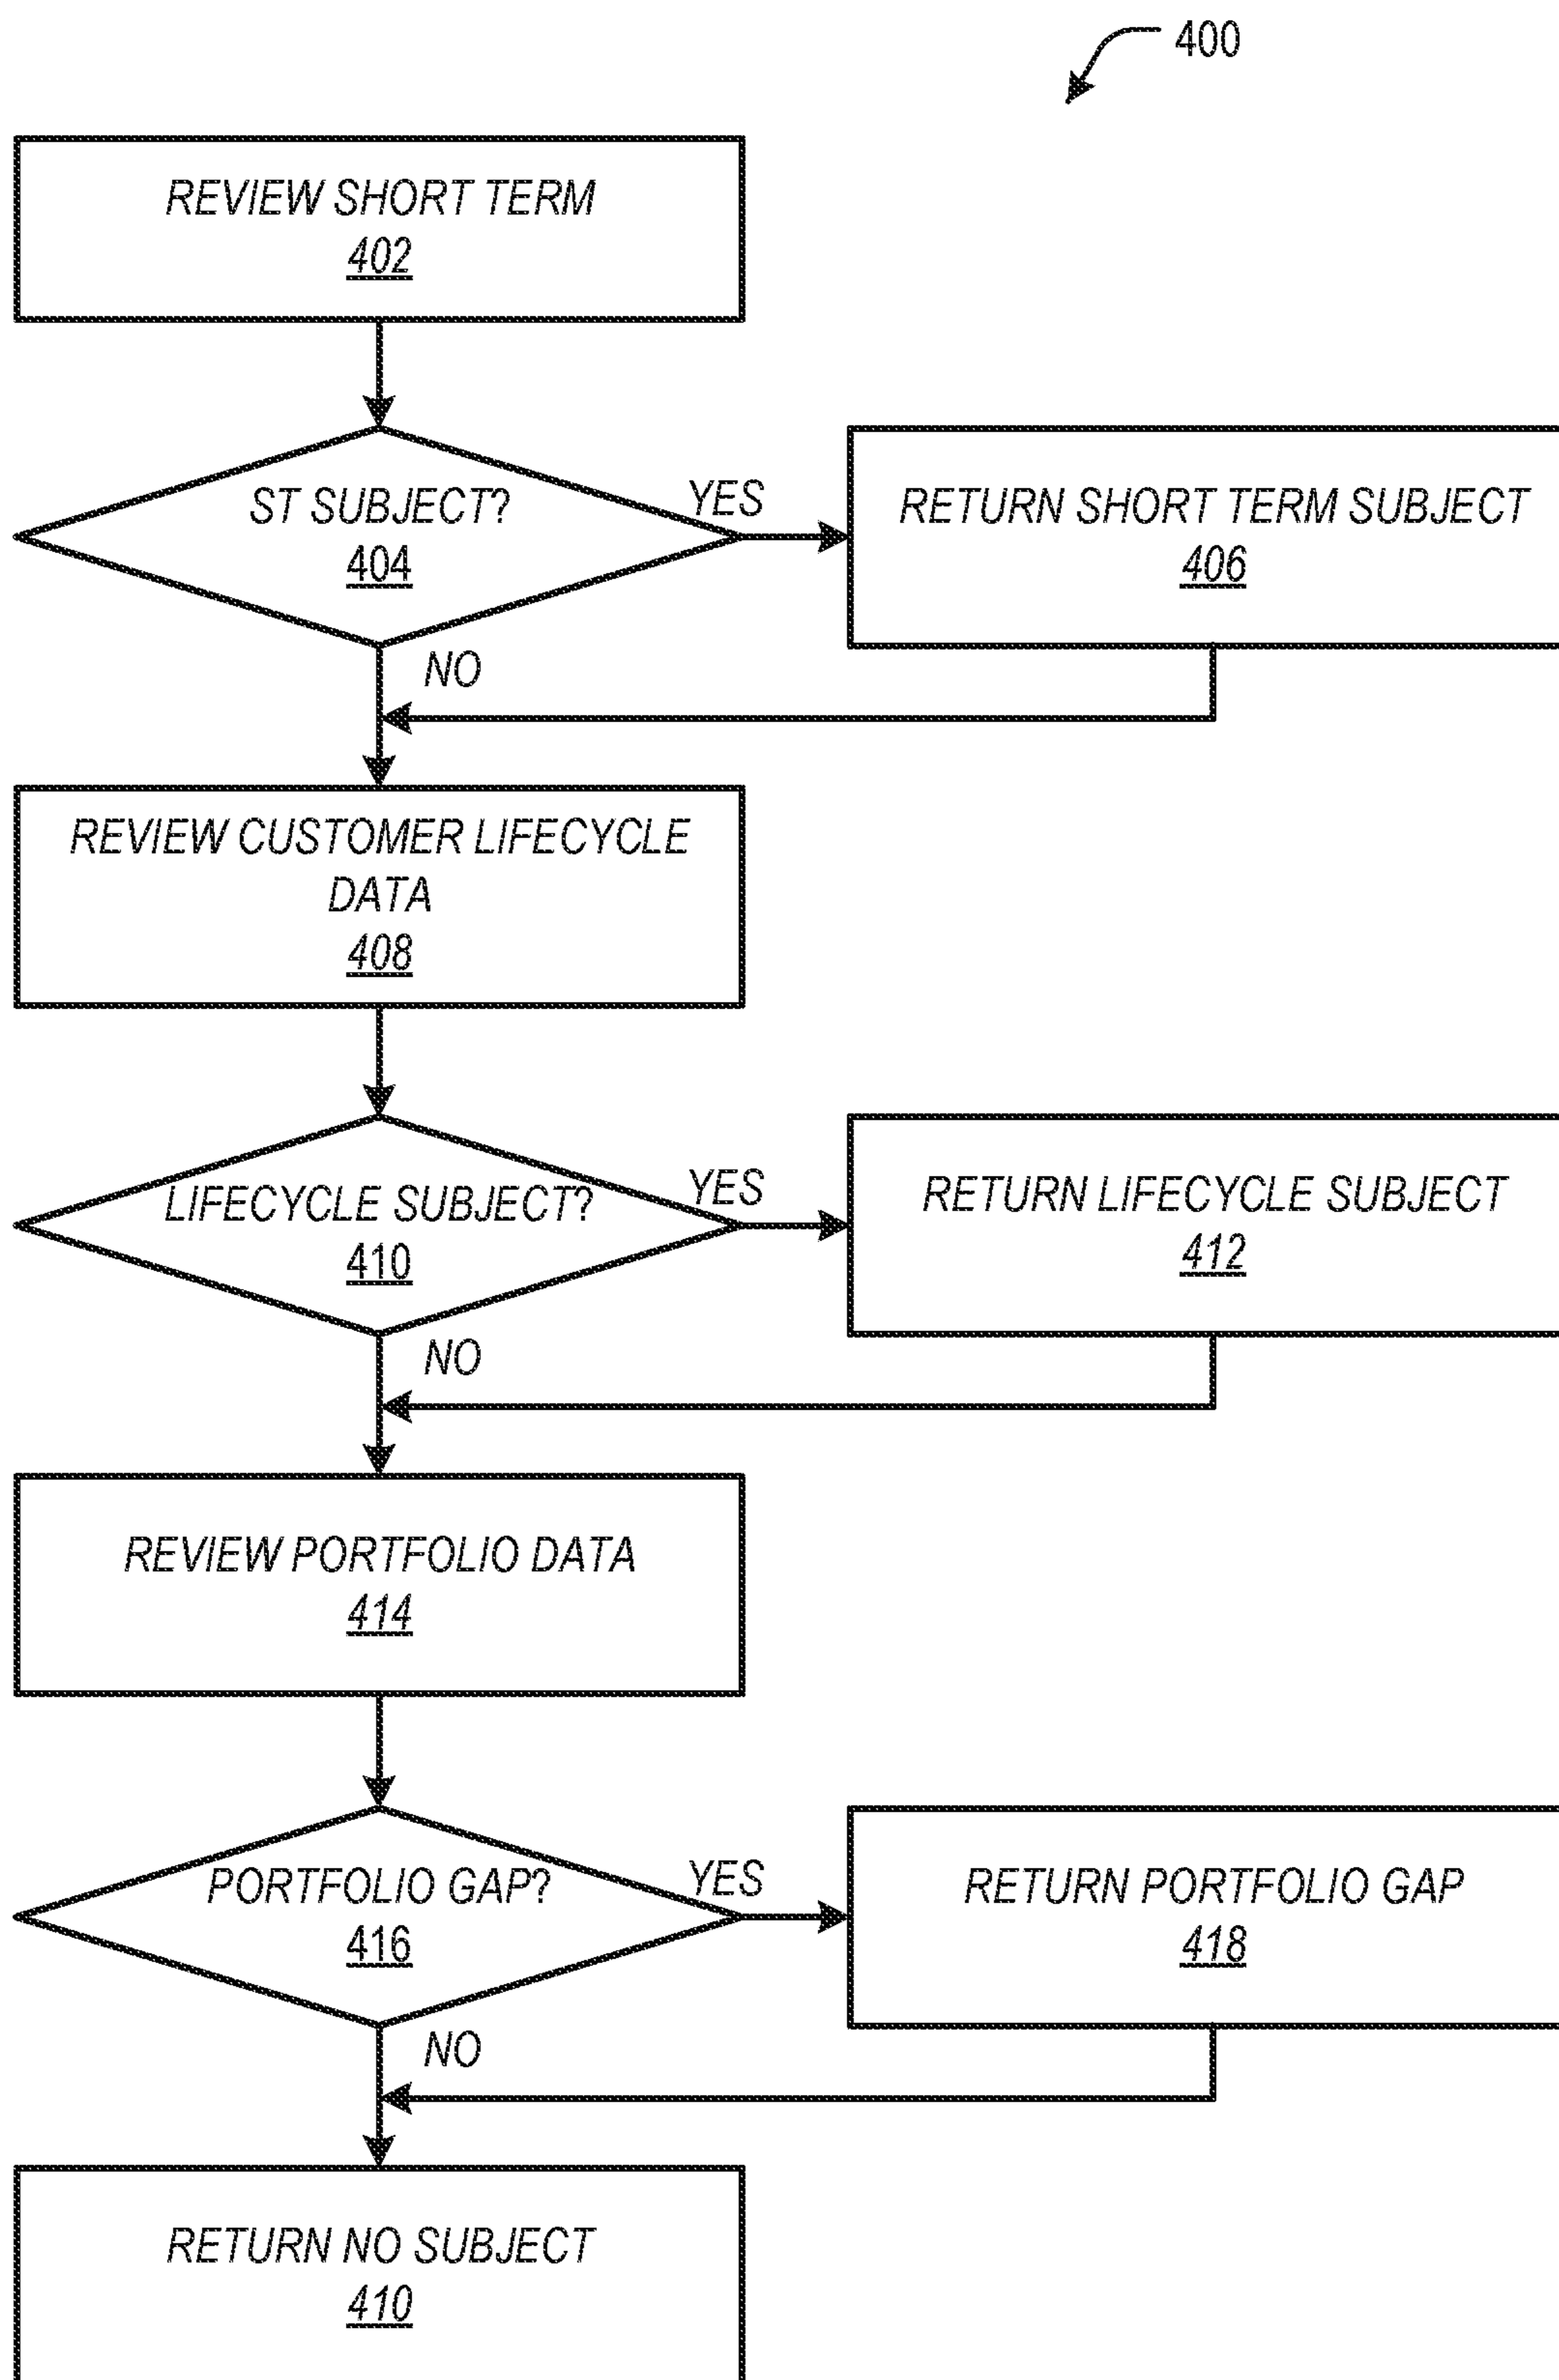 400
REVIEW SHORT TERM
402
ST SUBJECT?
404
YES
RETURN SHORT TERM SUBJECT
406
NO
REVIEW CUSTOMER LIFECYCLE
DATA
408
LIFECYCLE SUBJECT?
410
YES
RETURN LIFECYCLE SUBJECT
412
NO
REVIEW PORTFOLIO DATA
414
PORTFOLIO GAP?
416
YES
RETURN PORTFOLIO GAP
418
NO
RETURN NO SUBJECT
410